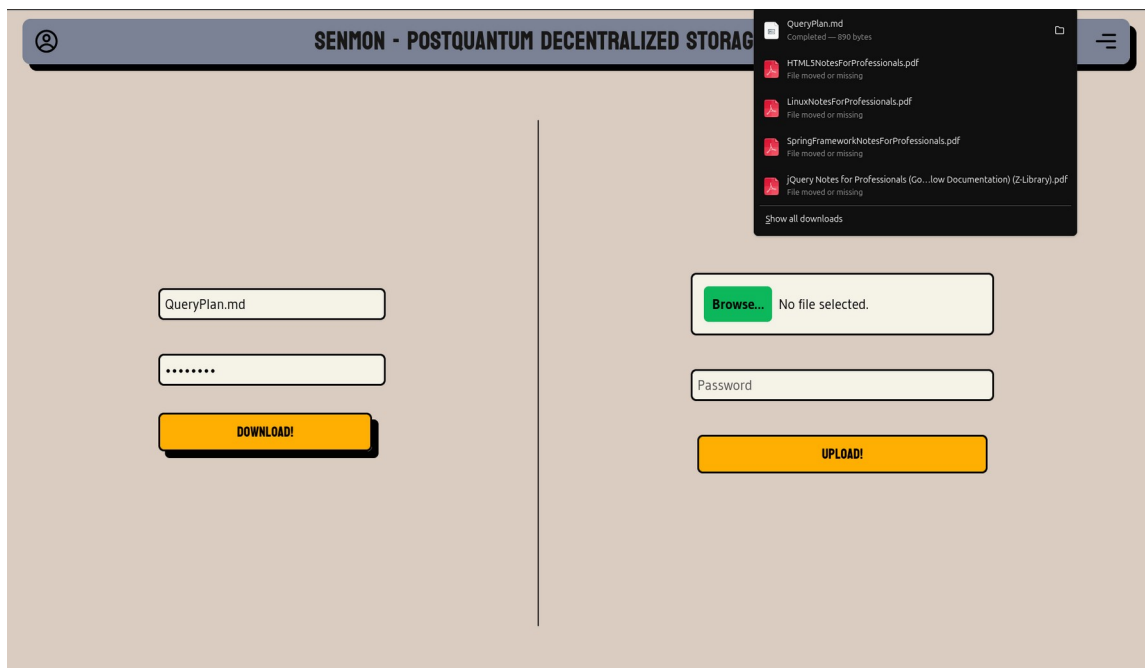 SENMON - POSTQUANTUM DECENTRALIZED STORAG
QueryPlan.md
Completed — 890 bytes
HTML5NotesForProfessionals.pdf
File moved or missing
LinuxNotesForProfessionals.pdf
File moved or missing
SpringFrameworkNotesForProfessionals.pdf
File moved or missing
jQuery Notes for Professionals (Go...low Documentation) (Z-Library).pdf
File moved or missing
Show all downloads
QueryPlan.md
••••••••
DOWNLOAD!
Browse... No file selected.
Password
UPLOAD!